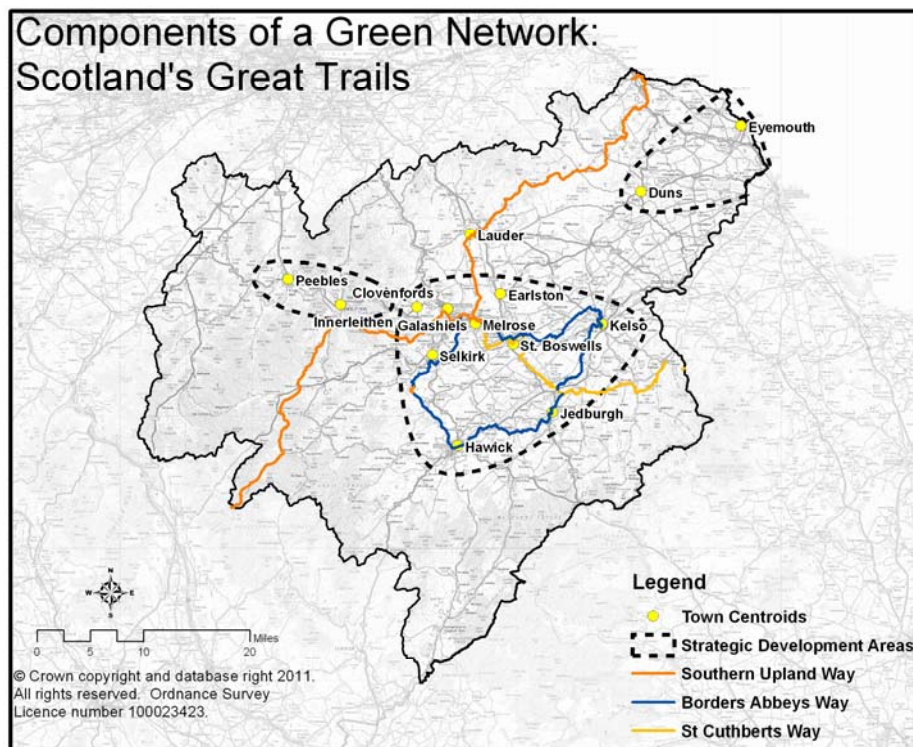 Components of a Green Network:
Scotland's Great Trails
Eyemouth
Duns
Lauder
Peebles
Clovenfords
Earlston
Innerleithen
Galashiels
Melrose
Kelso
St. Boswells
Selkirk
Jedburgh
Hawick
N
W
E
S
Miles
0 5 10 20
© Crown copyright and database right 2011.
All rights reserved. Ordnance Survey
Licence number 100023423.
Legend
Town Centroids
Strategic Development Areas
Southern Upland Way
Borders Abbeys Way
St Cuthberts Way